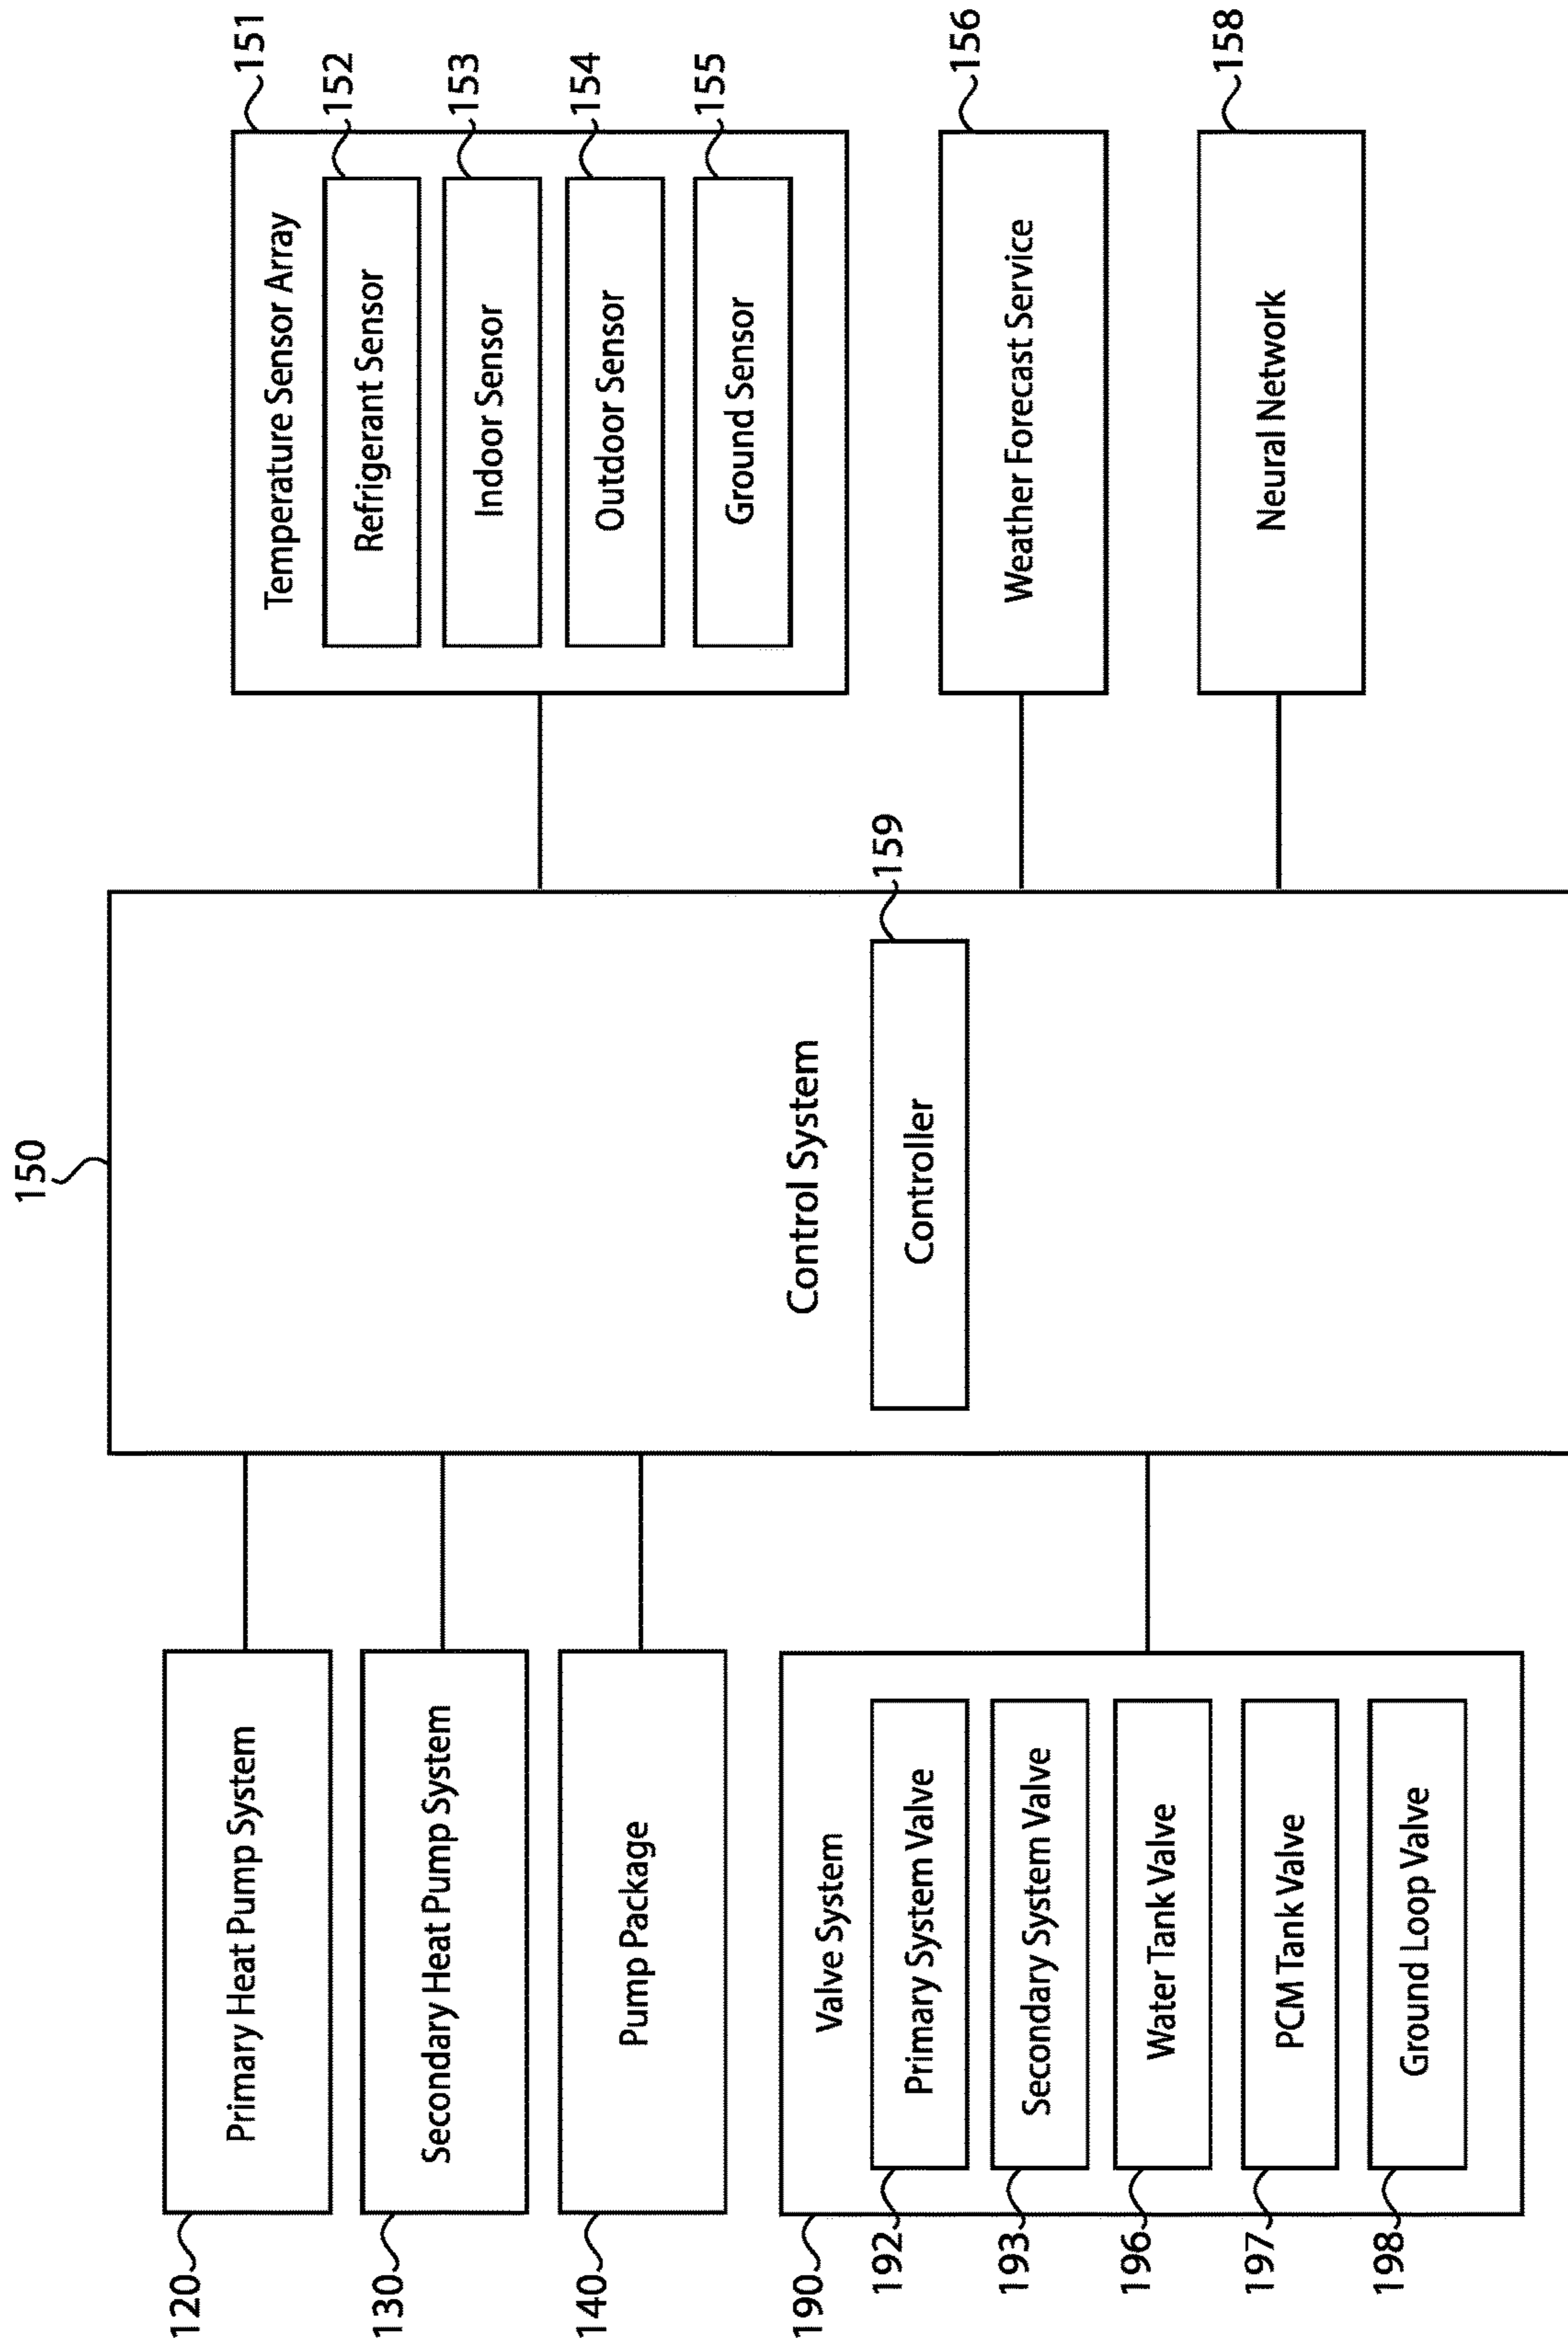 150
120
Primary Heat Pump System
130
Secondary Heat Pump System
140
Pump Package
190
Valve System
192
Primary System Valve
193
Secondary System Valve
196
Water Tank Valve
197
PCM Tank Valve
198
Ground Loop Valve
Control System
Controller
159
151
Temperature Sensor Array
152
Refrigerant Sensor
153
Indoor Sensor
154
Outdoor Sensor
155
Ground Sensor
156
Weather Forecast Service
158
Neural Network